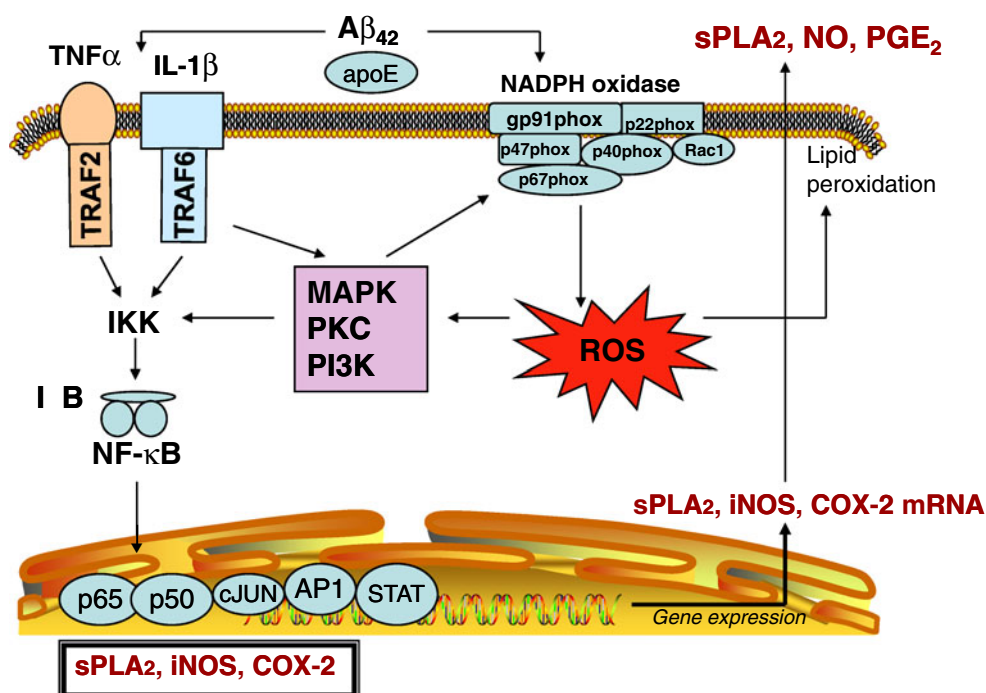 Aβ42
sPLA2, NO, PGE2
TNFα
IL-1β
apoE
NADPH oxidase
gp91phox
p22phox
p47phox
p40phox
Rac1
p67phox
Lipid
peroxidation
TRAF2
TRAF6
MAPK
PKC
PI3K
IKK
ROS
I B
NF-κB
sPLA2, iNOS, COX-2 mRNA
p65
p50
cJUN
AP1
STAT
Gene expression
sPLA2, iNOS, COX-2